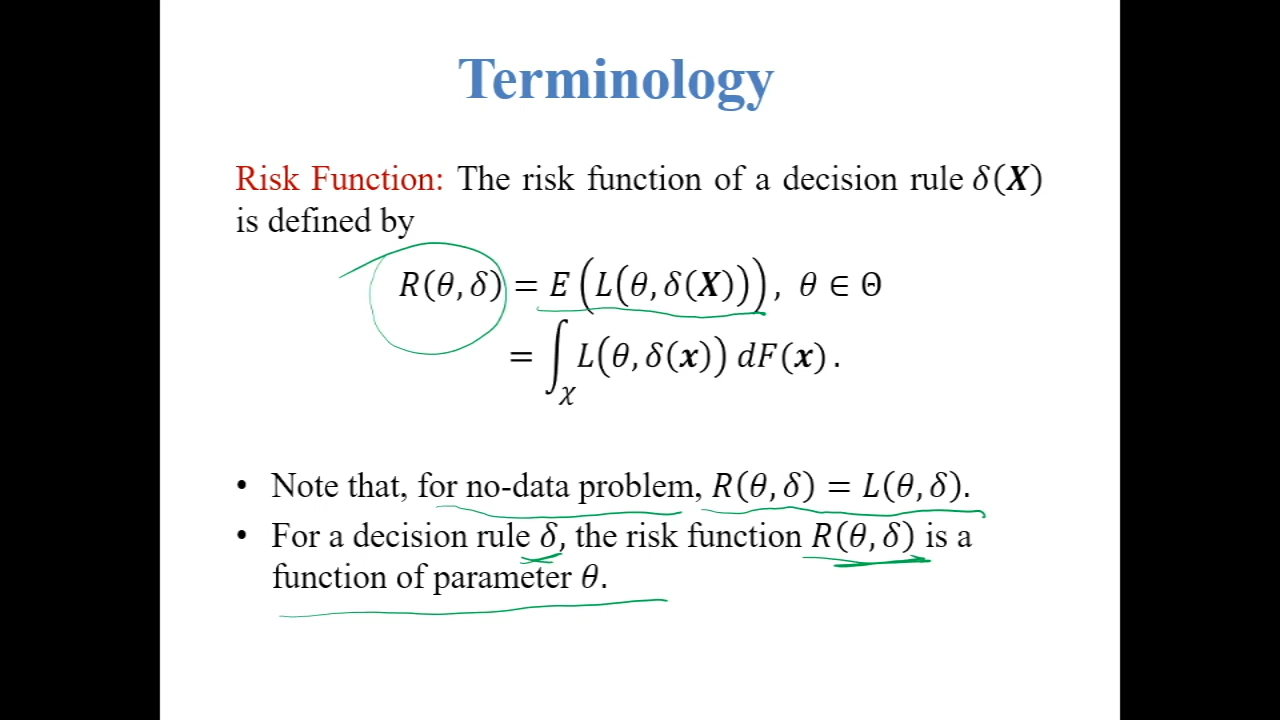 Terminology
Risk Function: The risk function of a decision rule δ(X)
is defined by
R(θ, δ) = E(L(θ, δ(X))), θ ∈ Θ
= ∫_χ L(θ, δ(x)) dF(x).
• Note that, for no-data problem, R(θ, δ) = L(θ, δ).
• For a decision rule δ, the risk function R(θ, δ) is a
function of parameter θ.